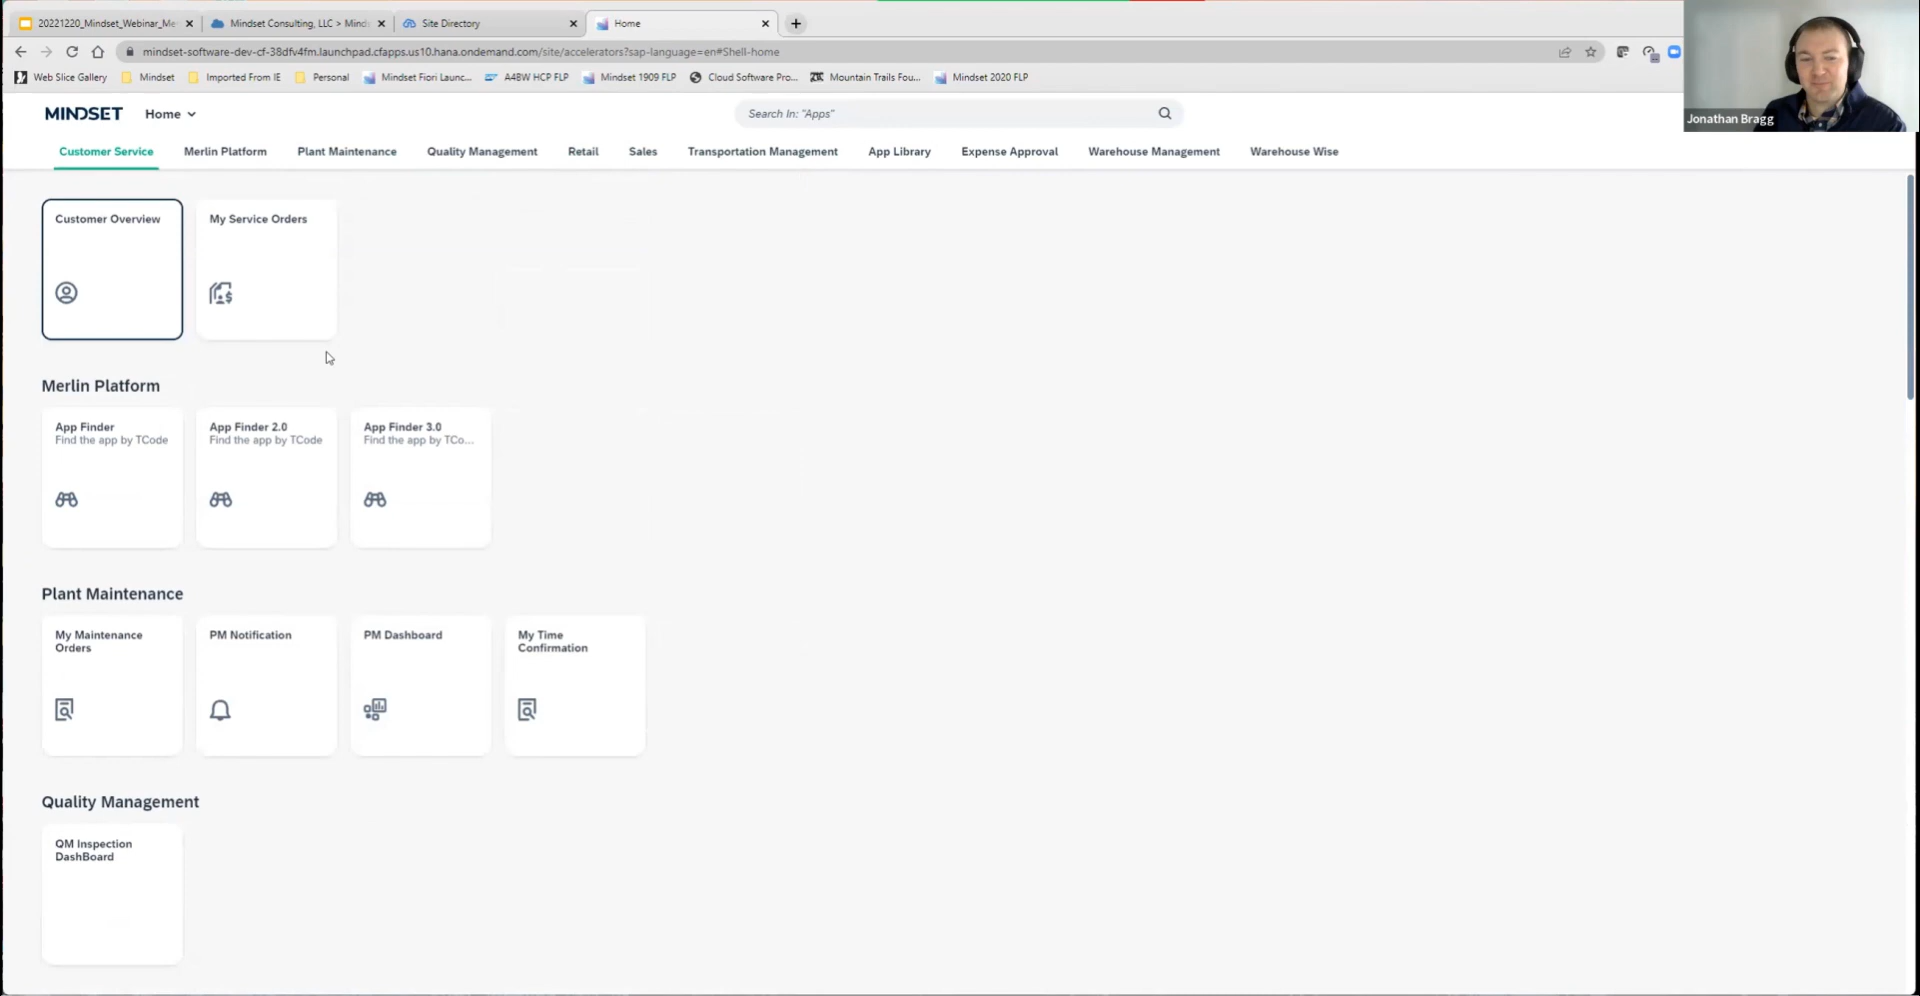 20221220_Mindset_Webinar_Me
Mindset Consulting, LLC > Minds
Site Directory
Home
mindset-software-dev-cf-38dfv4fm.launchpad.cfapps.us10.hana.ondemand.com/site/accelerators?sap-language=en#Shell-home
Web Slice Gallery
Mindset
Imported From IE
Personal
Mindset Fiori Launc...
A4BW HCP FLP
Mindset 1909 FLP
Cloud Software Pro...
Mountain Trails Fou...
Mindset 2020 FLP
Jonathan Bragg
MINDSET
Home
Search In: "Apps"
Customer Service
Merlin Platform
Plant Maintenance
Quality Management
Retail
Sales
Transportation Management
App Library
Expense Approval
Warehouse Management
Warehouse Wise
Customer Overview
My Service Orders
Merlin Platform
App Finder
Find the app by TCode
App Finder 2.0
Find the app by TCode
App Finder 3.0
Find the app by TCo...
Plant Maintenance
My Maintenance
Orders
PM Notification
PM Dashboard
My Time
Confirmation
Quality Management
QM Inspection
DashBoard